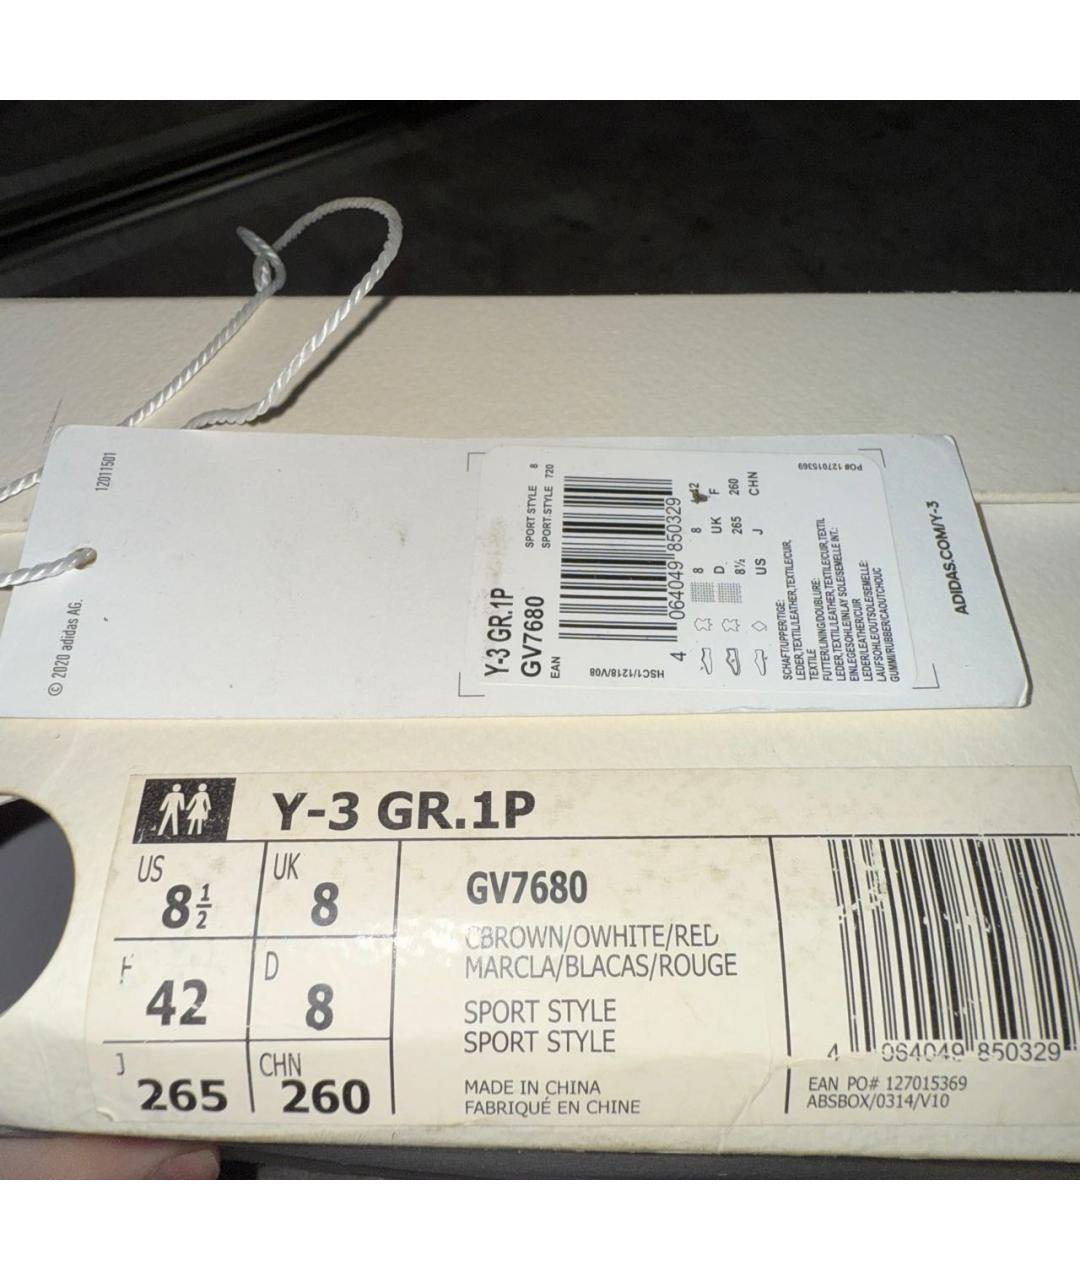 12011501
© 2020 adidas AG.
Y-3 GR.1P
GV7680
EAN
SPORT STYLE 8
SPORT STYLE 720
4 064049 850329
HSC1/1218/V08
PO# 127015369
8 8 42
D UK F
8½ 265 260
US J CHN
SCHAFT/UPPER/TIGE:
LEDER,TEXTIL/LEATHER,TEXTILE/CUIR,
TEXTILE
FUTTER/LINING/DOUBLURE:
LEDER,TEXTIL/LEATHER,TEXTILE/CUIR,TEXTIL
EINLEGESOHLE/INLAY SOLE/SEMELLE INT.:
LEDER/LEATHER/CUIR
LAUFSOHLE/OUTSOLE/SEMELLE:
GUMMI/RUBBER/CAOUTCHOUC
ADIDAS.COM/Y-3
Y-3 GR.1P
US 8½
UK 8
F 42
D 8
J 265
CHN 260
GV7680
CBROWN/OWHITE/RED
MARCLA/BLACAS/ROUGE
SPORT STYLE
SPORT STYLE
MADE IN CHINA
FABRIQUÉ EN CHINE
4 064049 850329
EAN PO# 127015369
ABSBOX/0314/V10